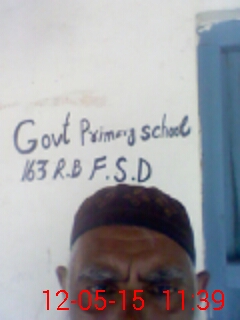 Govt Primary school
163 R.B F.S.D
12-05-15 11:39